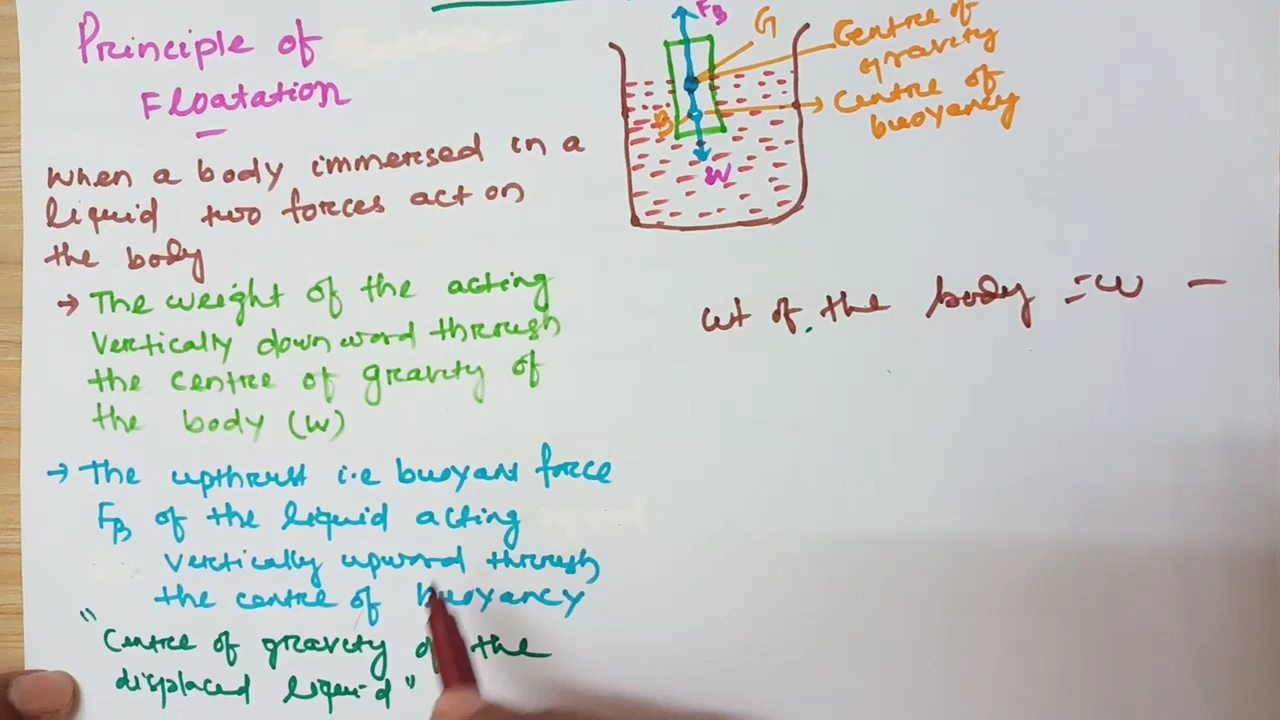 Principle of
Floatation
When a body immersed in a
liquid two forces act on
the body
→ The weight of the acting
vertically downward through
the centre of gravity of
the body (W)
→ The upthrust i.e buoyant force
FB of the liquid acting
vertically upward through
the centre of buoyancy
"Centre of gravity of the
displaced liquid"
FB
G
Centre of
gravity
Centre of
buoyancy
B
W
wt of the body = W -